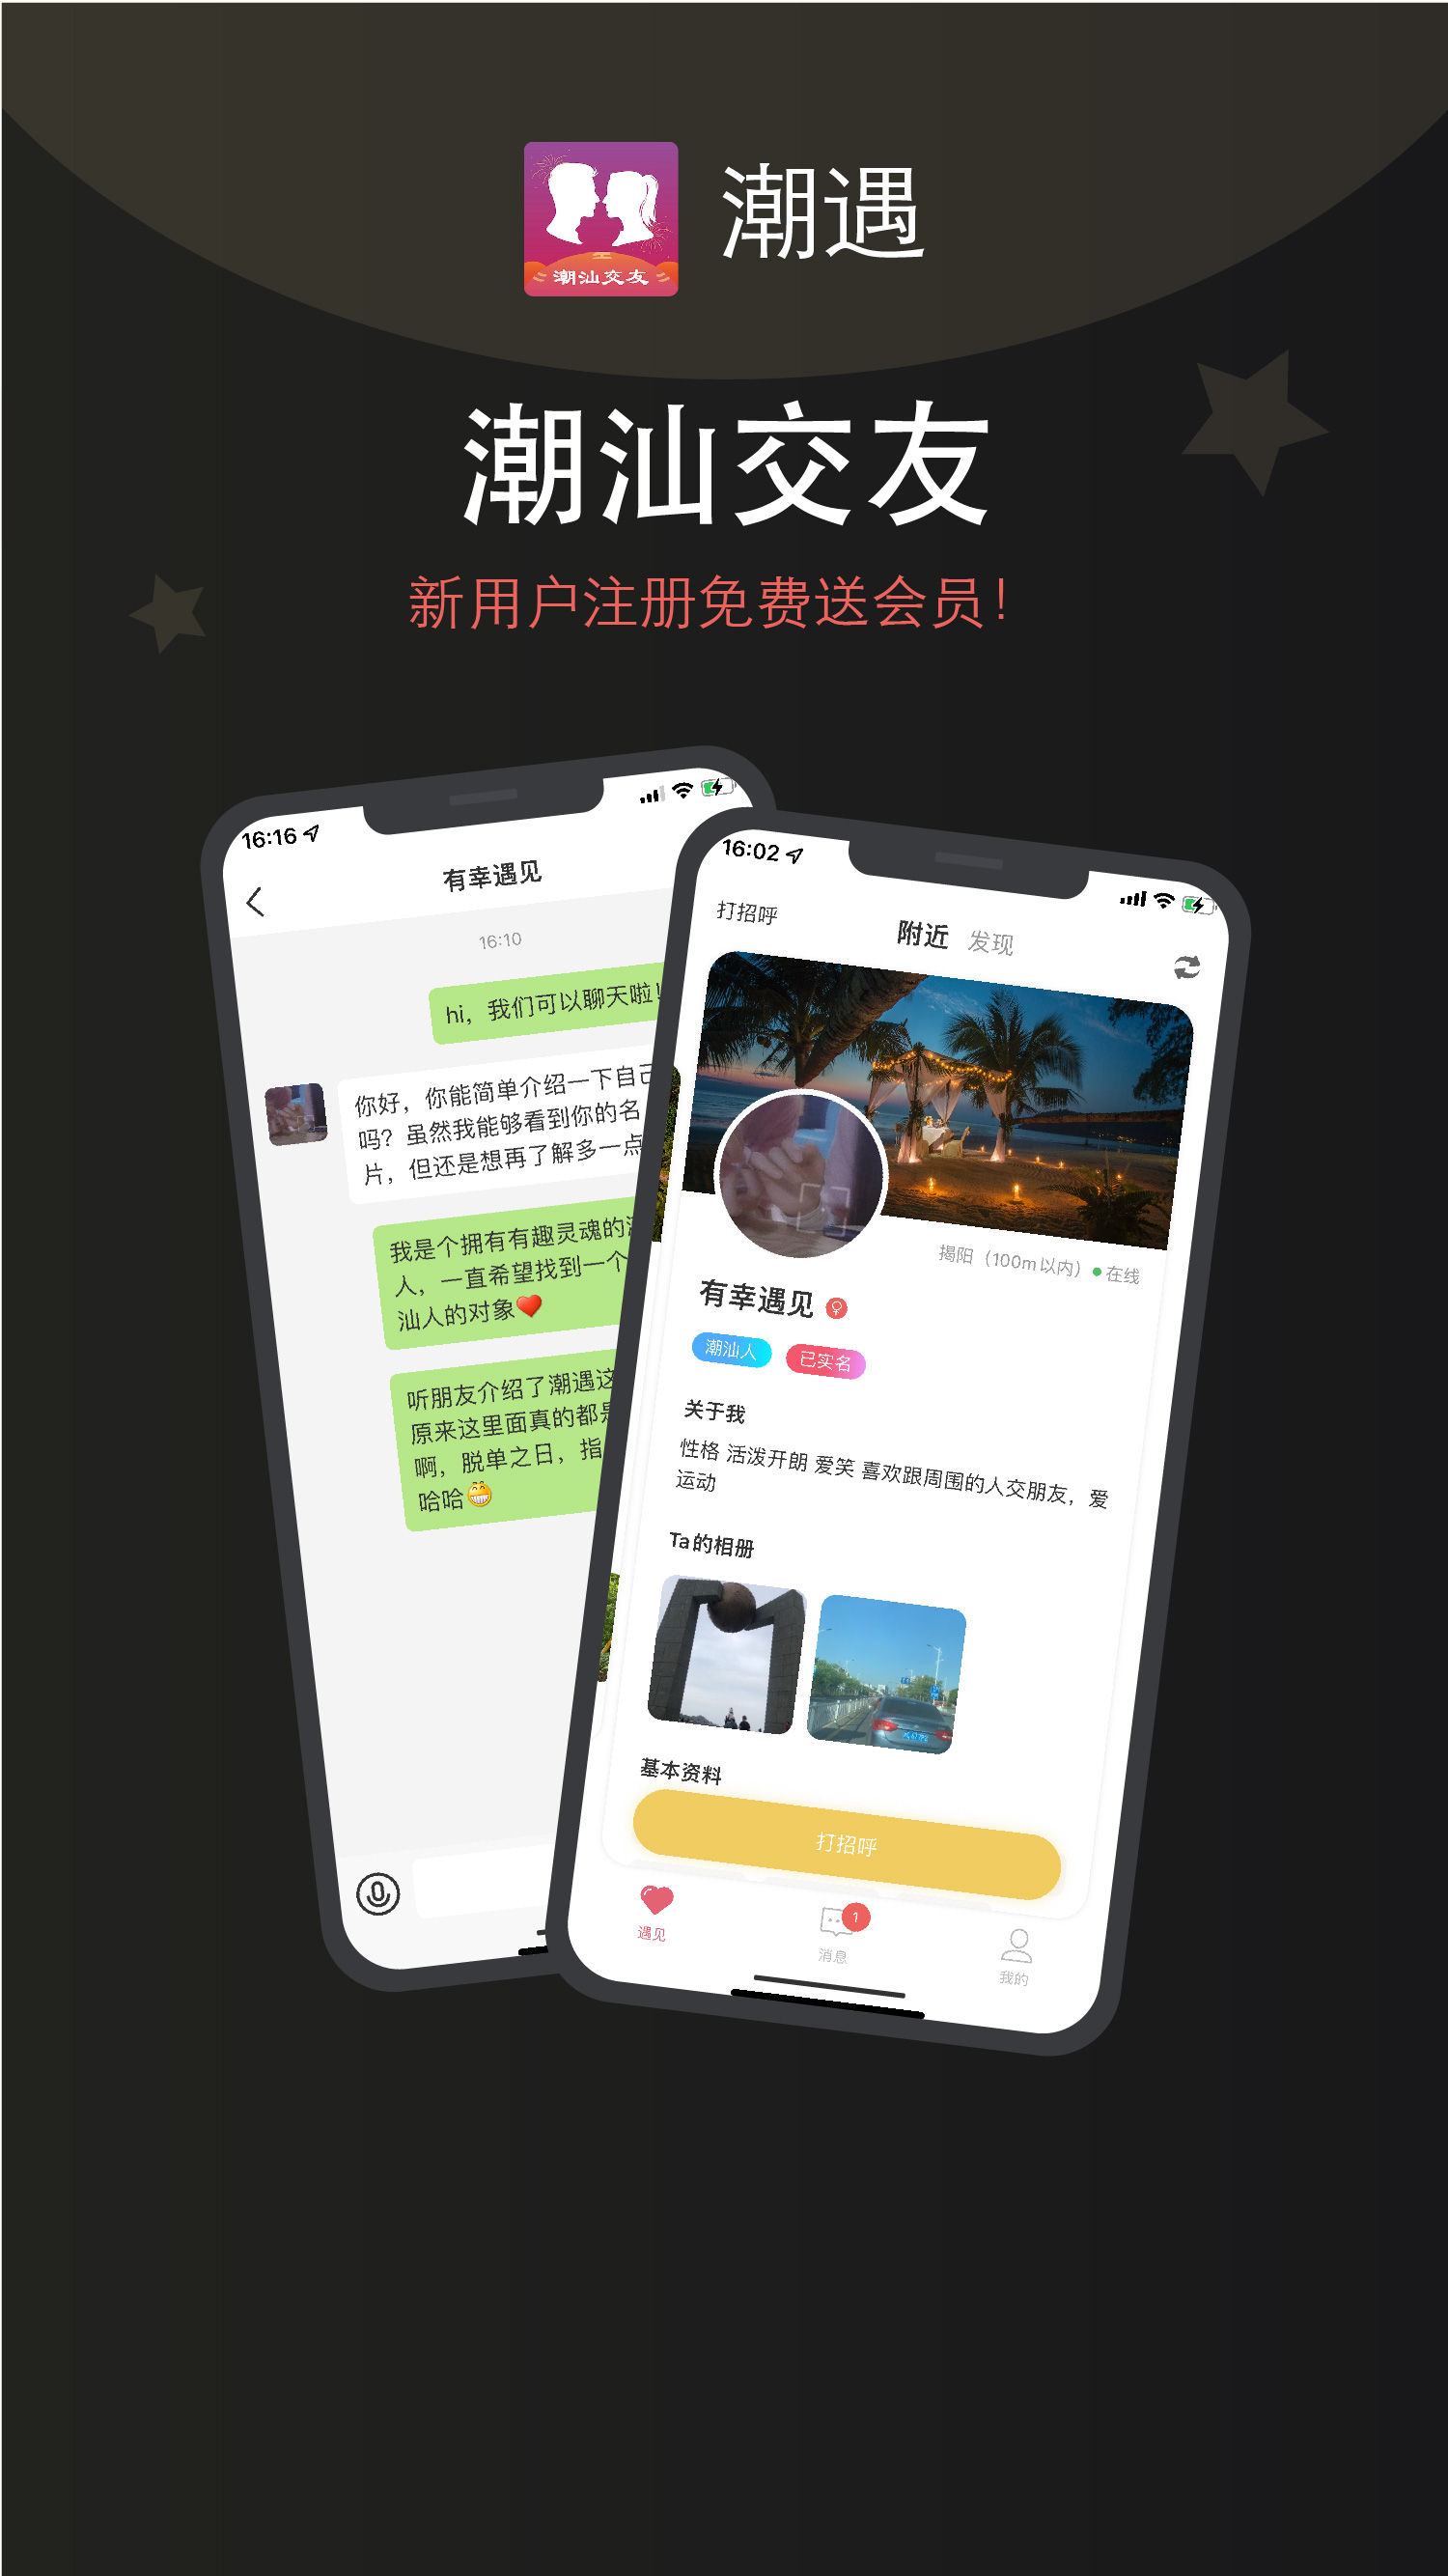 潮汕交友
潮遇
潮汕交友
新用户注册免费送会员！
16:16
有幸遇见
16:10
hi，我们可以聊天啦！
你好，你能简单介绍一下自己
吗？虽然我能够看到你的名
片，但还是想再了解多一点
我是个拥有有趣灵魂的
人，一直希望找到一个
汕人的对象❤️
听朋友介绍了潮遇这
原来这里面真的都是
啊，脱单之日，指
哈哈😁
16:02
打招呼
附近 发现
揭阳（100m以内） 在线
有幸遇见
潮汕人 已实名
关于我
性格 活泼开朗 爱笑 喜欢跟周围的人交朋友，爱
运动
Ta的相册
基本资料
打招呼
1
遇见 消息 我的